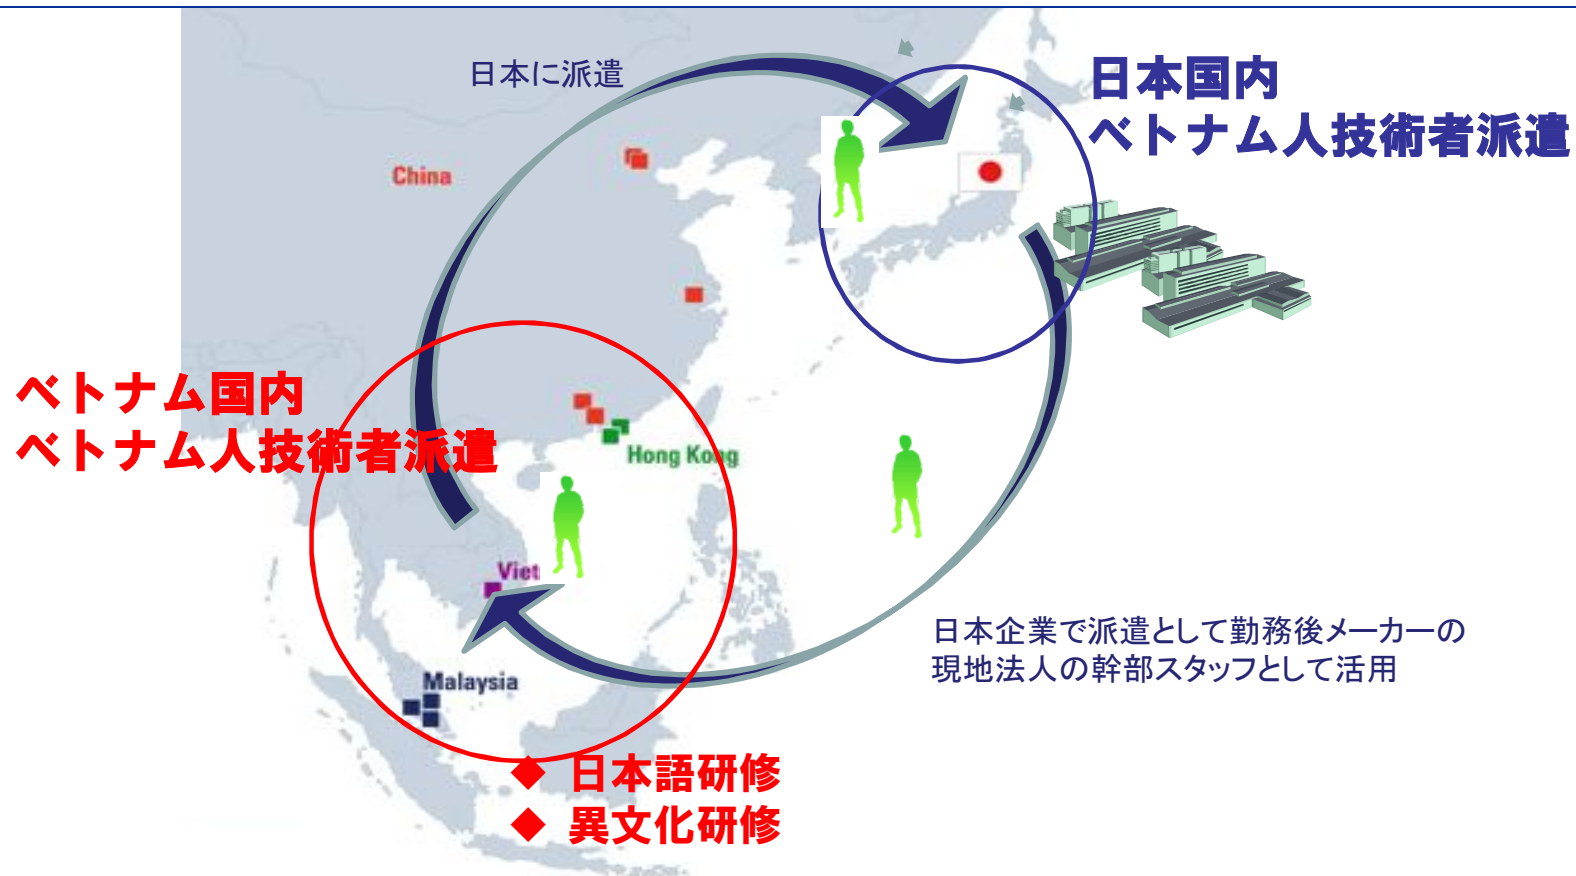 日本に派遣
日本国内
ベトナム人技術者派遣
China
ベトナム国内
ベトナム人技術者派遣
Hong Kong
Viet
日本企業で派遣として勤務後メーカーの
現地法人の幹部スタッフとして活用
Malaysia
◆ 日本語研修
◆ 異文化研修